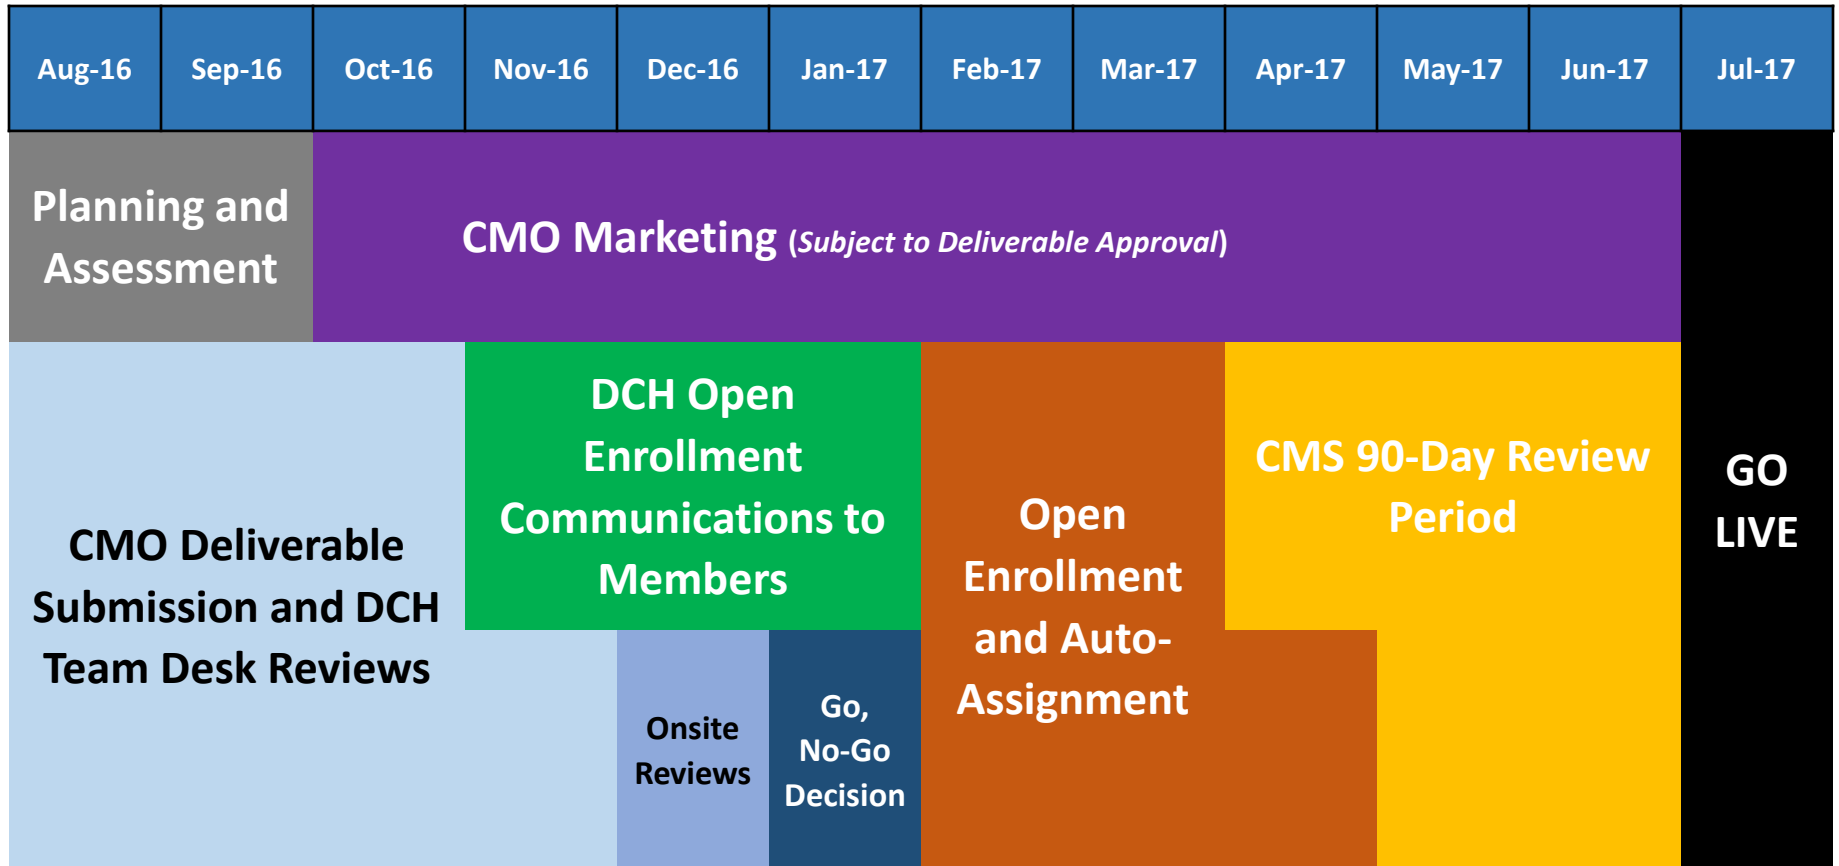 Aug-16 Sep-16 Oct-16 Nov-16 Dec-16 Jan-17 Feb-17 Mar-17 Apr-17 May-17 Jun-17 Jul-17
Planning and
Assessment
CMO Marketing (Subject to Deliverable Approval)
CMO Deliverable
Submission and DCH
Team Desk Reviews
DCH Open
Enrollment
Communications to
Members
Onsite
Reviews
Go,
No-Go
Decision
Open
Enrollment
and Auto-
Assignment
CMS 90-Day Review
Period
GO
LIVE